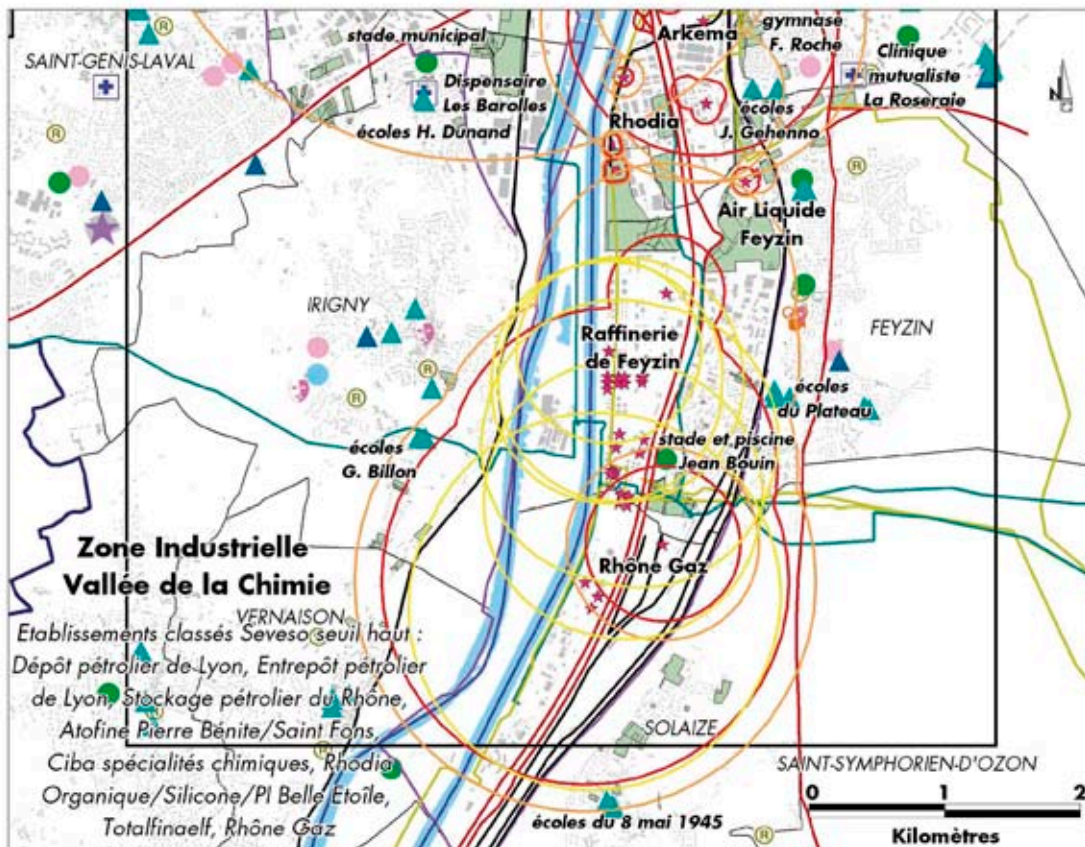 gymnase
F. Roche
Arkema
stade municipal
SAINT-GENIS-LAVAL
Clinique
mutualiste
La Roseraie
N
Dispensaire
Les Barolles
écoles H. Dunand
écoles
J. Gehenno
Rhodia
R
R
R
Air Liquide
Feyzin
IRIGNY
FEYZIN
Raffinerie
de Feyzin
R
R
écoles
du Plateau
écoles
G. Billon
stade et piscine
Jean Bouin
Zone Industrielle
Vallée de la Chimie
Rhône Gaz
VERNAISON
Etablissements classés Seveso seuil haut :
Dépôt pétrolier de Lyon, Entrepôt pétrolier
de Lyon, Stockage pétrolier du Rhône,
Atofine Pierre Bénite/Saint Fons,
Ciba spécialités chimiques, Rhodia
Organique/Silicone/PI Belle Etoile,
Totalfinaelf, Rhône Gaz
SOLAIZE
SAINT-SYMPHORIEN-D'OZON
0 1 2
Kilomètres
écoles du 8 mai 1945
R